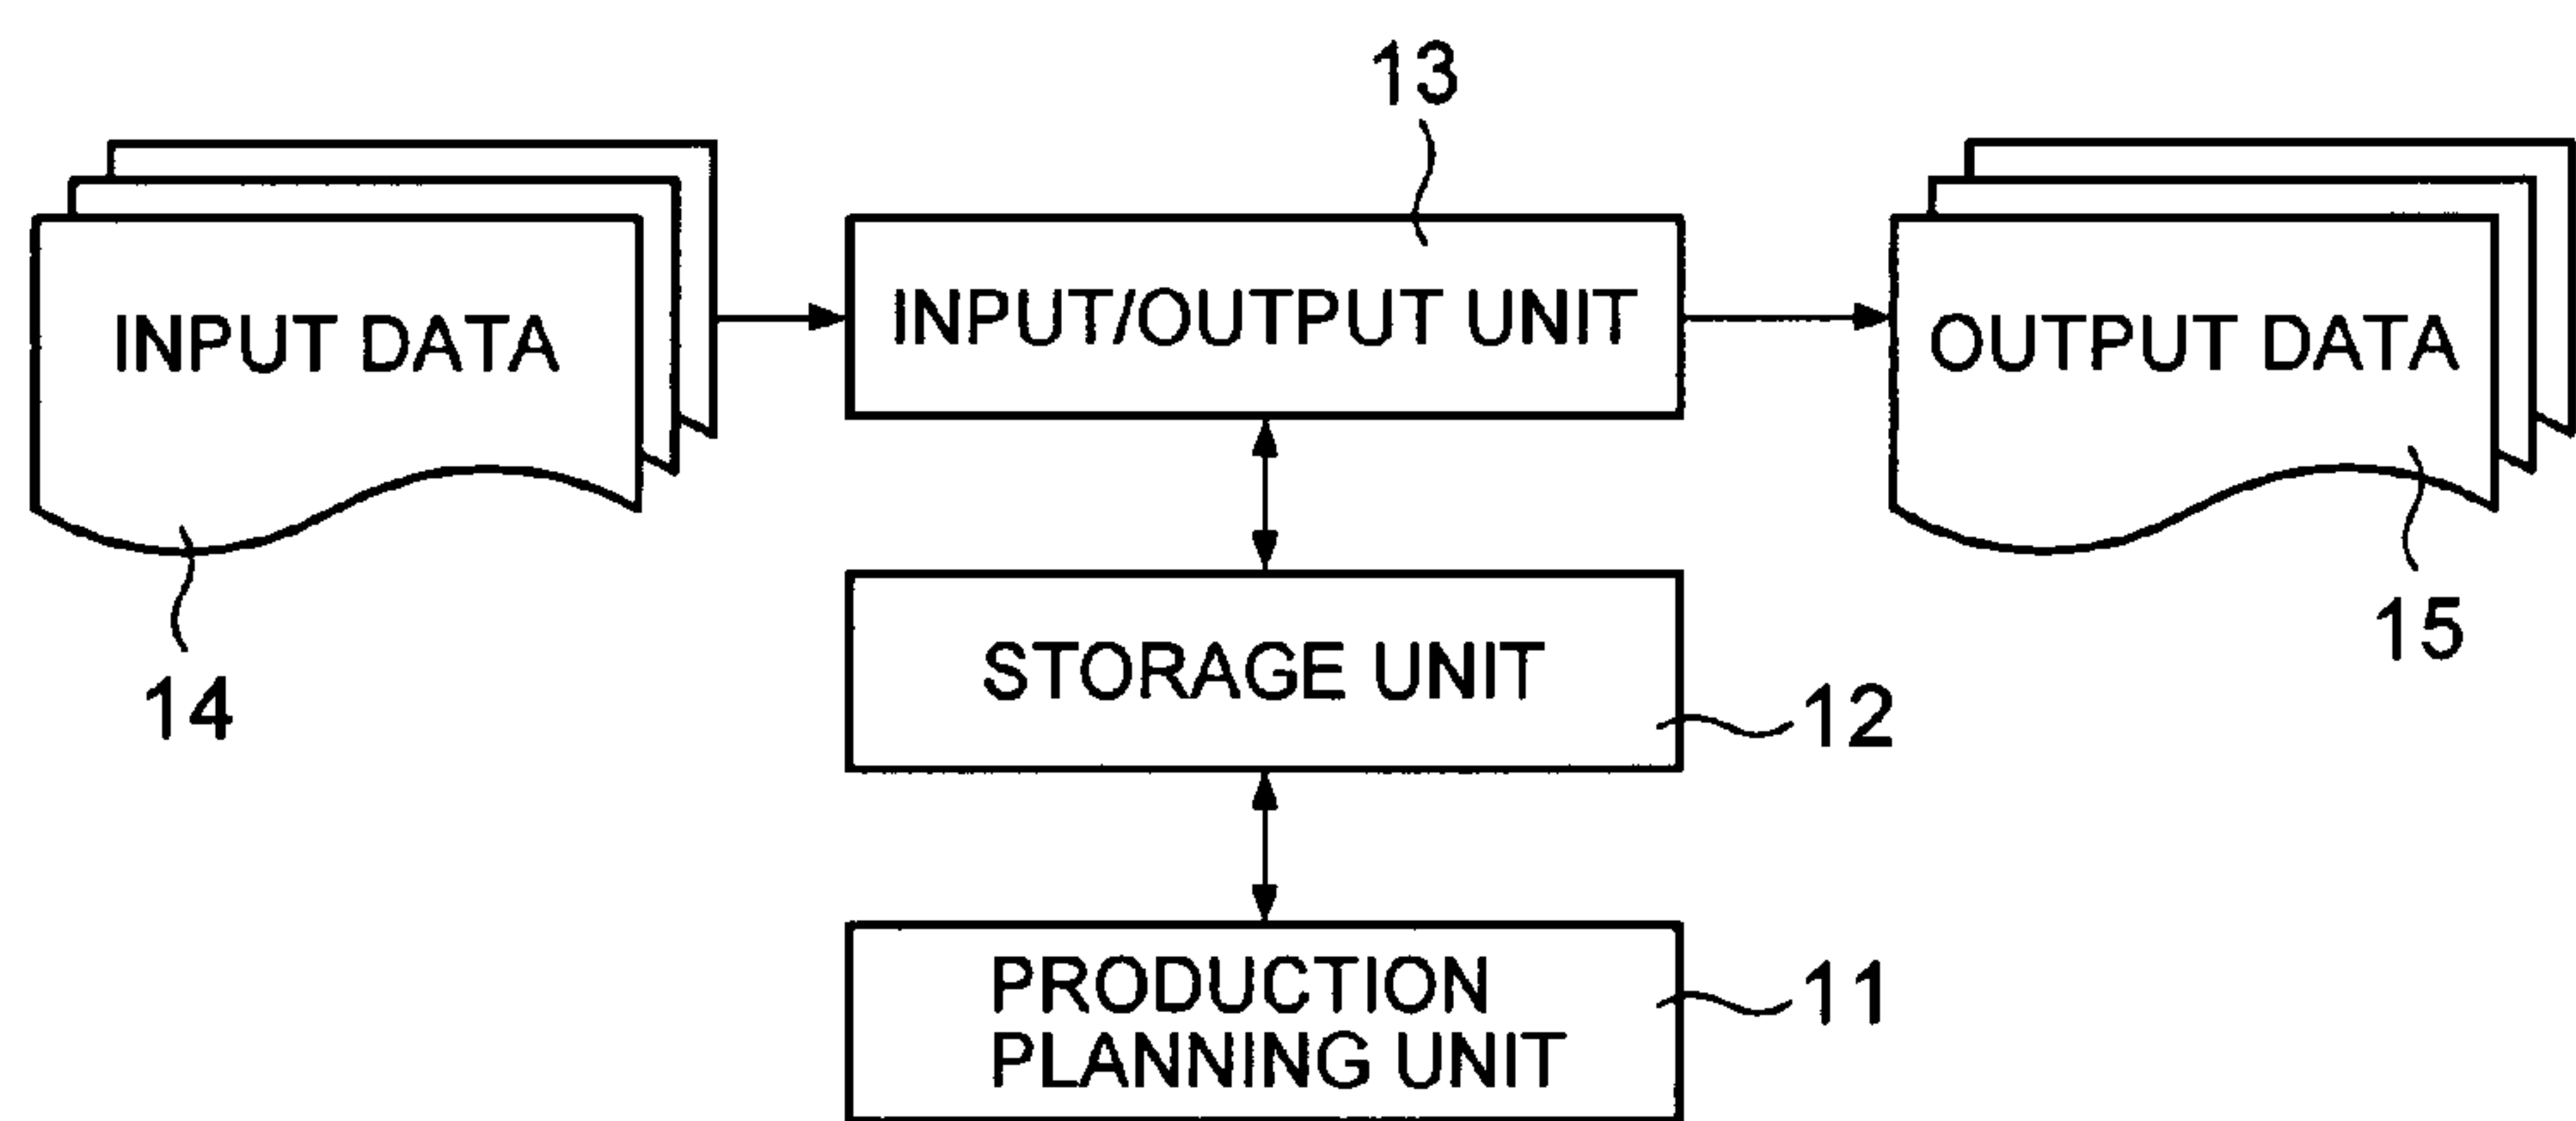 13
INPUT DATA
INPUT/OUTPUT UNIT
OUTPUT DATA
14
15
STORAGE UNIT
12
PRODUCTION
PLANNING UNIT
11